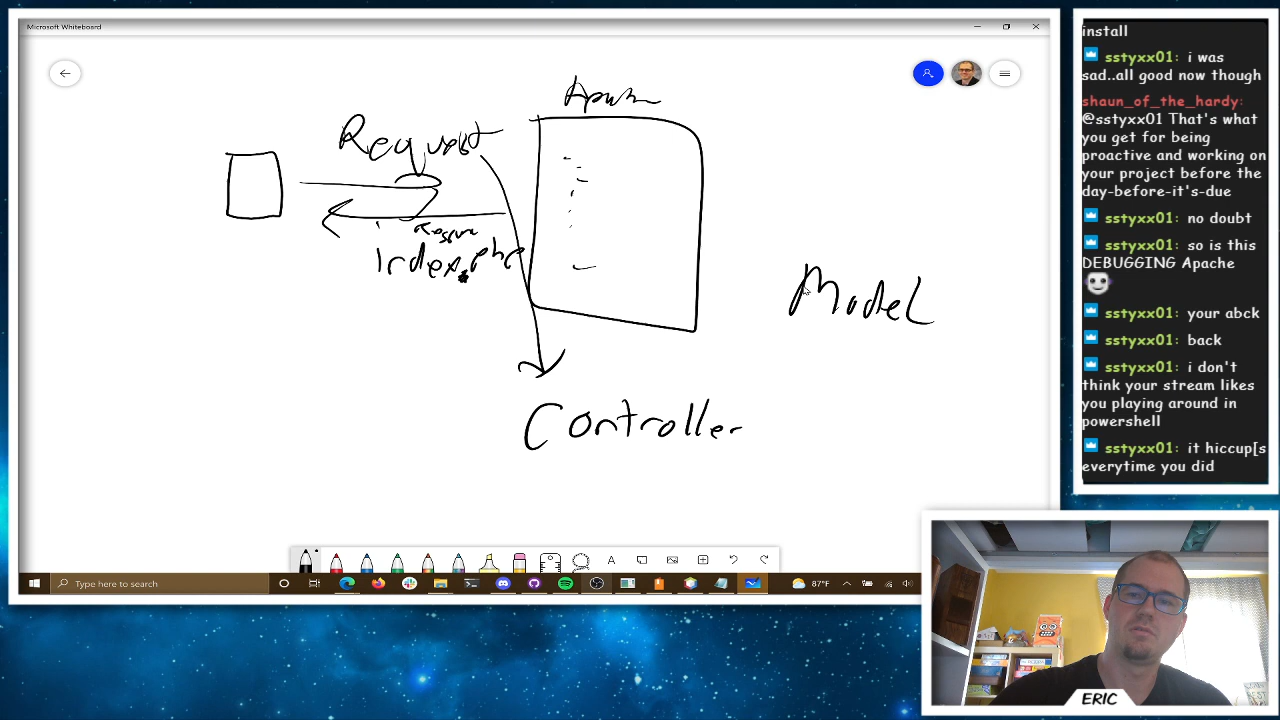 Microsoft Whiteboard
Apache
Request
Response
index.php
Model
Controller
Type here to search
87°F
install
sstyxx01: i was
sad..all good now though
shaun_of_the_hardy:
@sstyxx01 That's what
you get for being
proactive and working on
your project before the
day-before-it's-due
sstyxx01: no doubt
sstyxx01: so is this
DEBUGGING Apache
sstyxx01: your abck
sstyxx01: back
sstyxx01: i don't
think your stream likes
you playing around in
powershell
sstyxx01: it hiccup[s
everytime you did
ERIC